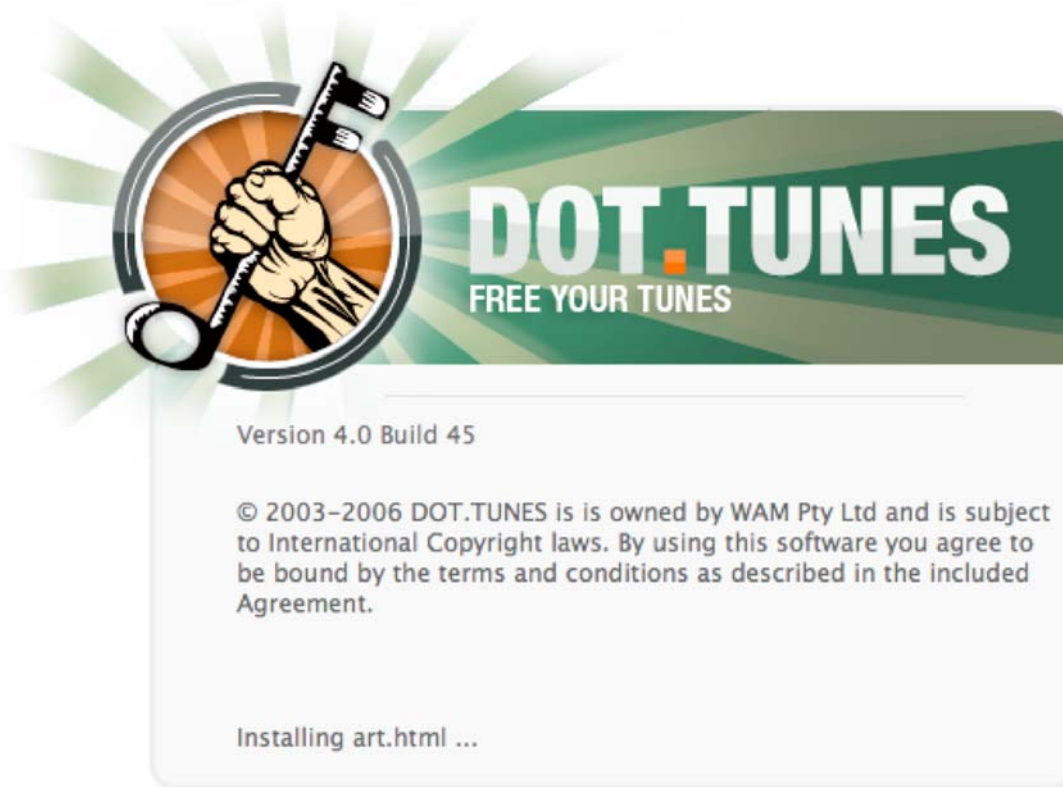 DOT.TUNES
FREE YOUR TUNES
Version 4.0 Build 45
© 2003-2006 DOT.TUNES is is owned by WAM Pty Ltd and is subject
to International Copyright laws. By using this software you agree to
be bound by the terms and conditions as described in the included
Agreement.
Installing art.html ...